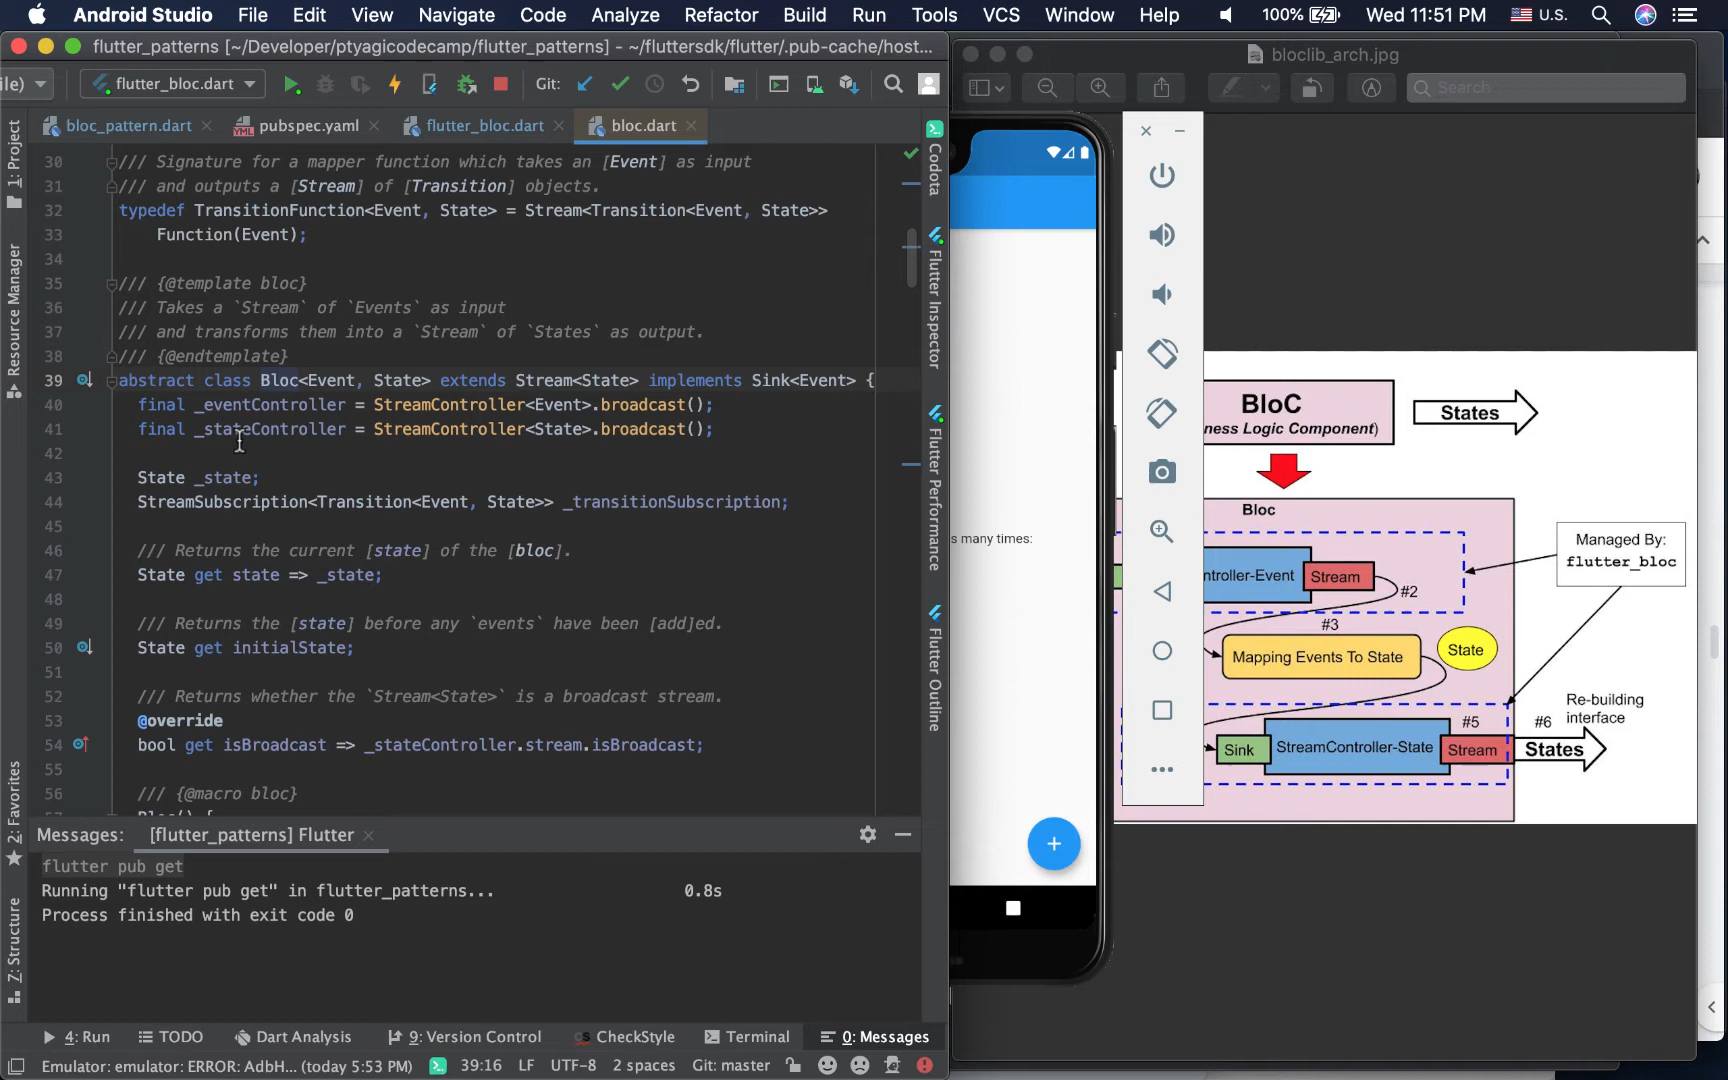 Android Studio File Edit View Navigate Code Analyze Refactor Build Run Tools VCS Window Help 100% Wed 11:51 PM U.S.
flutter_patterns [~/Developer/ptyagicodecamp/flutter_patterns] - ~/fluttersdk/flutter/.pub-cache/host...
ile) flutter_bloc.dart Git:
bloc_pattern.dart pubspec.yaml flutter_bloc.dart bloc.dart
1: Project
Resource Manager
2: Favorites
Z: Structure
30 /// Signature for a mapper function which takes an [Event] as input
31 /// and outputs a [Stream] of [Transition] objects.
32 typedef TransitionFunction<Event, State> = Stream<Transition<Event, State>>
33 Function(Event);
34
35 /// {@template bloc}
36 /// Takes a `Stream` of `Events` as input
37 /// and transforms them into a `Stream` of `States` as output.
38 /// {@endtemplate}
39 abstract class Bloc<Event, State> extends Stream<State> implements Sink<Event> {
40 final _eventController = StreamController<Event>.broadcast();
41 final _stateController = StreamController<State>.broadcast();
42
43 State _state;
44 StreamSubscription<Transition<Event, State>> _transitionSubscription;
45
46 /// Returns the current [state] of the [bloc].
47 State get state => _state;
48
49 /// Returns the [state] before any `events` have been [add]ed.
50 State get initialState;
51
52 /// Returns whether the `Stream<State>` is a broadcast stream.
53 @override
54 bool get isBroadcast => _stateController.stream.isBroadcast;
55
56 /// {@macro bloc}
Codota
Flutter Inspector
Flutter Performance
Flutter Outline
Messages: [flutter_patterns] Flutter
flutter pub get
Running "flutter pub get" in flutter_patterns... 0.8s
Process finished with exit code 0
4: Run TODO Dart Analysis 9: Version Control CheckStyle Terminal 0: Messages
Emulator: emulator: ERROR: AdbH... (today 5:53 PM) 39:16 LF UTF-8 2 spaces Git: master
bloclib_arch.jpg
Search
s many times:
+
BloC
ness Logic Component)
States
Bloc
ntroller-Event
Stream
#2
#3
Mapping Events To State
State
Managed By:
flutter_bloc
Sink
StreamController-State
#5
Stream
#6
Re-building
interface
States